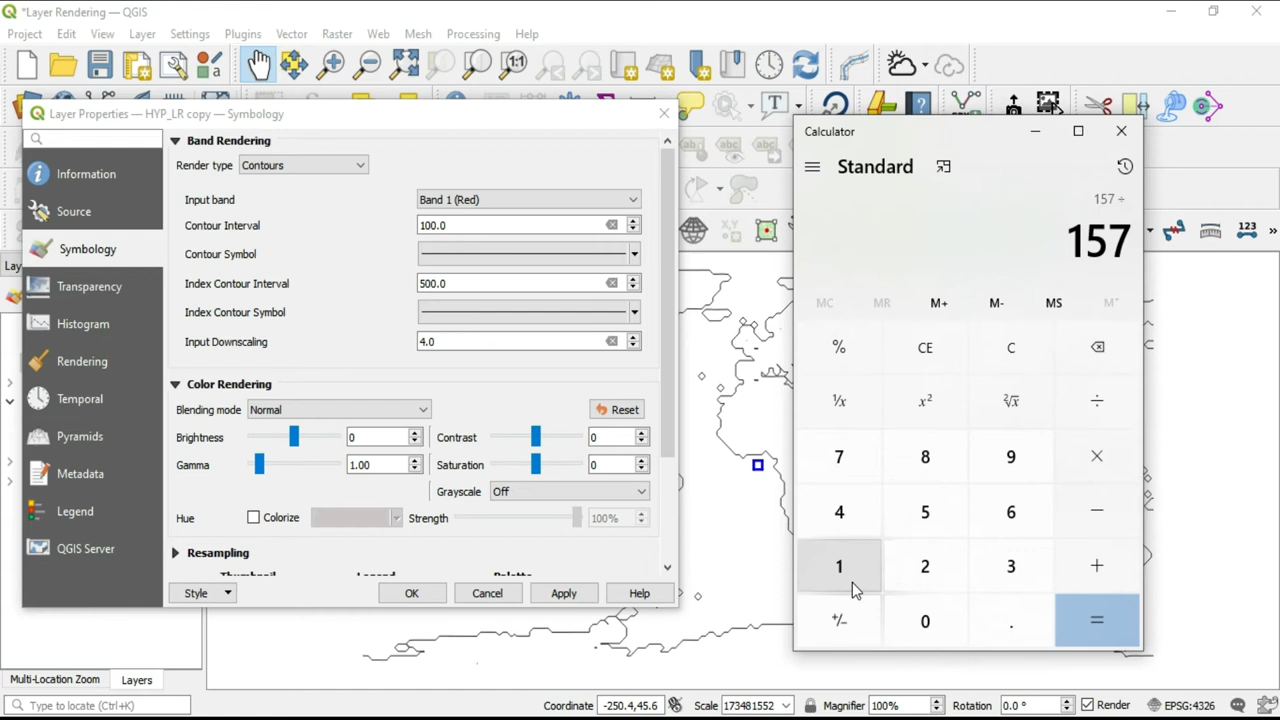 *Layer Rendering — QGIS
Project Edit View Layer Settings Plugins Vector Raster Database Web Mesh Processing Help
Layer Properties — HYP_LR copy — Symbology
Information
Source
Symbology
Transparency
Histogram
Rendering
Temporal
Pyramids
Metadata
Legend
QGIS Server
Band Rendering
Render type Contours
Input band Band 1 (Red)
Contour Interval 100.0
Contour Symbol
Index Contour Interval 500.0
Index Contour Symbol
Input Downscaling 4.0
Color Rendering
Blending mode Normal Reset
Brightness 0 Contrast 0
Gamma 1.00 Saturation 0
Grayscale Off
Hue Colorize Strength 100%
Resampling
Style OK Cancel Apply Help
Calculator
Standard
157 ÷
157
MC MR M+ M- MS M˅
% CE C
¹/x x² ²√x ÷
7 8 9 ×
4 5 6 −
1 2 3 +
+/− 0 . =
123 »
Multi-Location Zoom Layers
Type to locate (Ctrl+K) Coordinate -250.4,45.6 Scale 173481552 Magnifier 100% Rotation 0.0 ° Render EPSG:4326